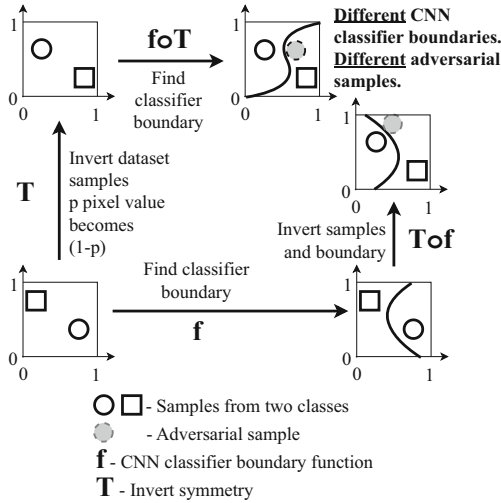 1
0
0 1
foT
Find
classifier
boundary
1
0
0 1
Different CNN
classifier boundaries.
Different adversarial
samples.
T
Invert dataset
samples
p pixel value
becomes
(1-p)
1
0
0 1
Invert samples
and boundary
Tof
1
0
0 1
Find classifier
boundary
f
1
0
0 1
- Samples from two classes
- Adversarial sample
f - CNN classifier boundary function
T - Invert symmetry